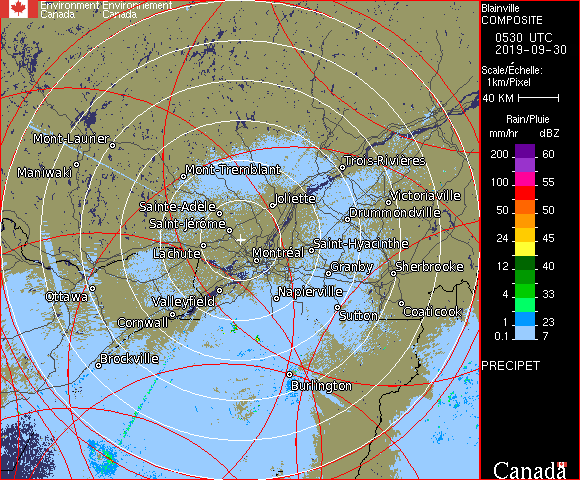 Environment Environnement
Canada Canada
Blainville
COMPOSITE
0530 UTC
2019-09-30
Scale/Échelle:
1km/Pixel
40 KM
Rain/Pluie
mm/hr dBZ
200 60
100 55
50 50
24 45
12 40
4 33
1 23
0.1 7
PRECIPET
Canada
Mont-Laurier
Maniwaki
Mont-Tremblant
Trois-Rivières
Joliette
Victoriaville
Sainte-Adele
Drummondville
Saint-Jérôme
Lachute
Montréal
Saint-Hyacinthe
Granby
Sherbrooke
Ottawa
Valleyfield
Napierville
Cornwall
Sutton
Coaticook
Brockville
Burlington